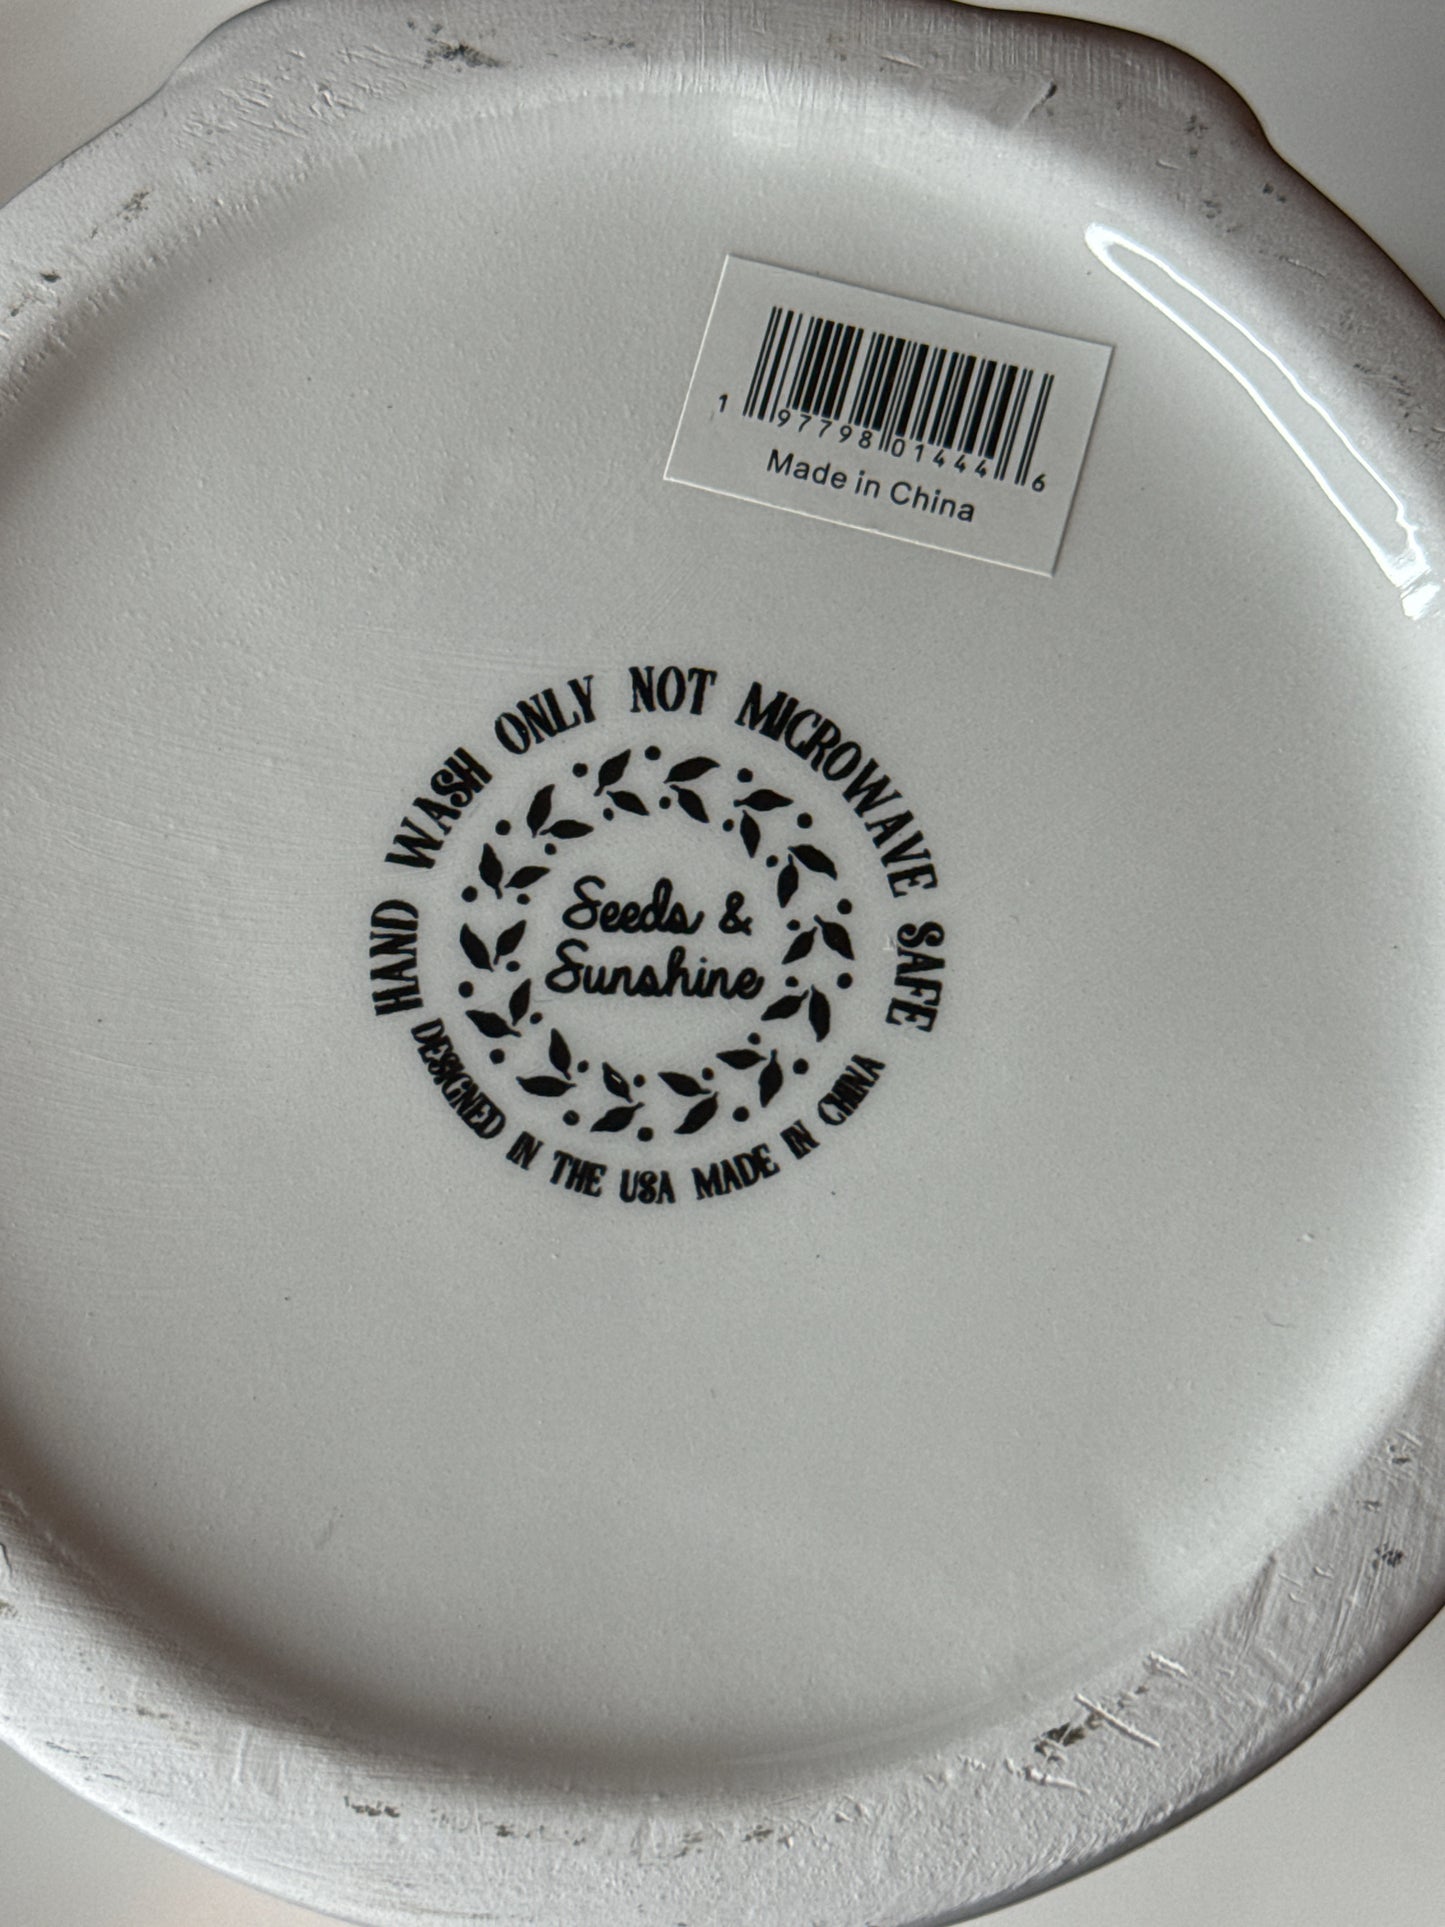 1 97798 01444 6
Made in China
HAND WASH ONLY NOT MICROWAVE SAFE
Seeds &
Sunshine
DESIGNED IN THE USA MADE IN CHINA